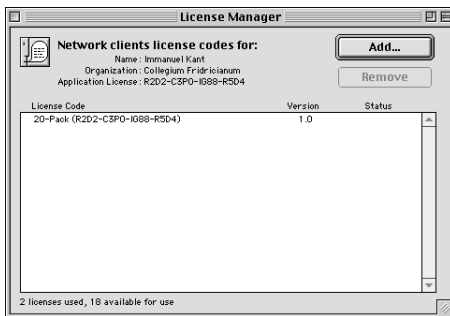 License Manager
Network clients license codes for:
Name : Immanuel Kant
Organization : Collegium Fridricianum
Application License : R2D2-C3P0-IG88-R5D4
Add...
Remove
License Code Version Status
20-Pack (R2D2-C3P0-IG88-R5D4) 1.0
2 licenses used, 18 available for use